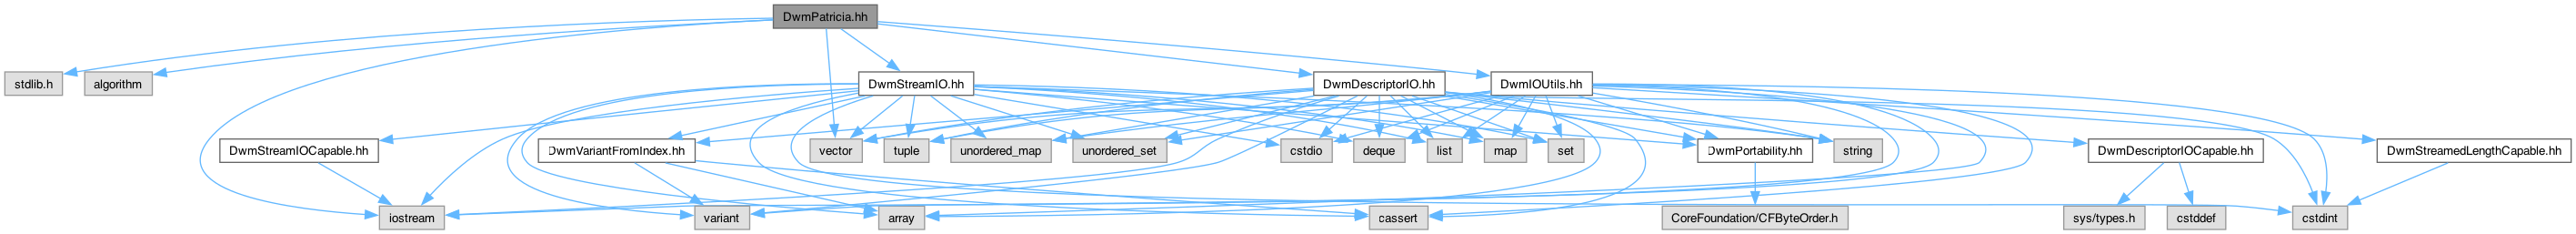 DwmPatricia.hh
stdlib.h
algorithm
DwmStreamIO.hh
DwmDescriptorIO.hh
DwmIOUtils.hh
DwmStreamIOCapable.hh
DwmVariantFromIndex.hh
vector
tuple
unordered_map
unordered_set
cstdio
deque
list
map
set
DwmPortability.hh
string
DwmDescriptorIOCapable.hh
DwmStreamedLengthCapable.hh
iostream
variant
array
cassert
CoreFoundation/CFByteOrder.h
sys/types.h
cstddef
cstdint